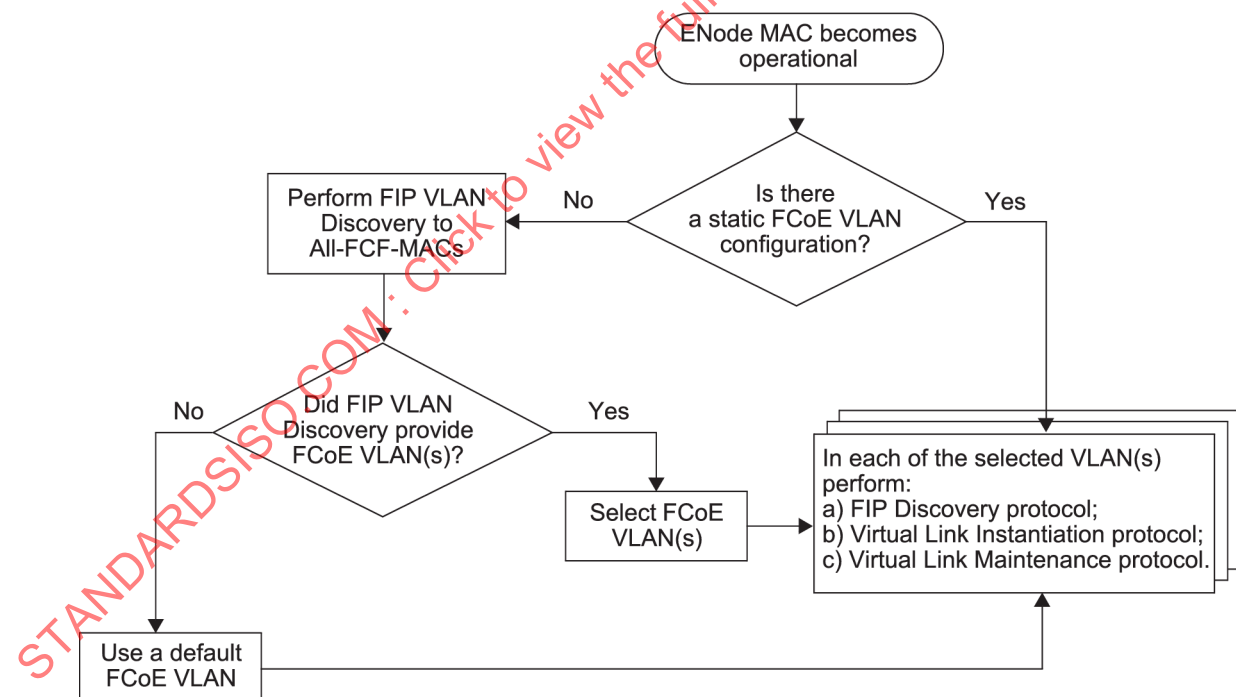 ENode MAC becomes
operational
Is there
a static FCoE VLAN
configuration?
No
Yes
Perform FIP VLAN
Discovery to
All-FCF-MACs
Did FIP VLAN
Discovery provide
FCoE VLAN(s)?
No
Yes
Select FCoE
VLAN(s)
In each of the selected VLAN(s)
perform:
a) FIP Discovery protocol;
b) Virtual Link Instantiation protocol;
c) Virtual Link Maintenance protocol.
Use a default
FCoE VLAN
STANDARDSISO.COM : Click to view the full